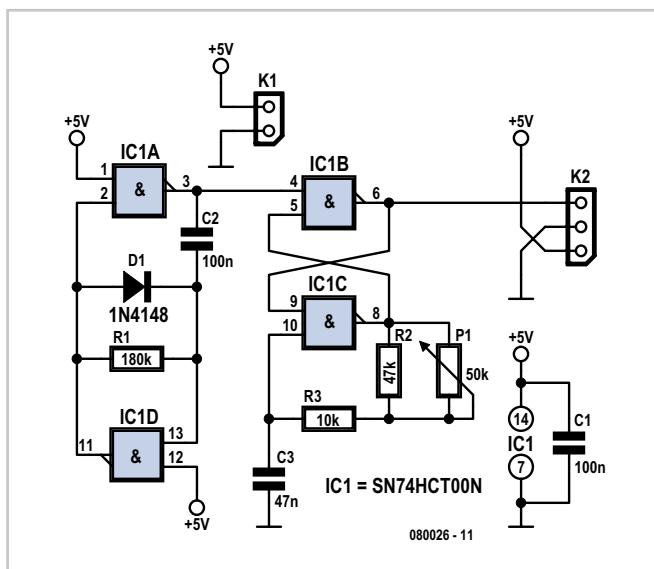 +5V
K1
+5V
IC1A
1
2
3
&
C2
100n
D1
1N4148
R1
180k
IC1D
11
13
12
&
+5V
IC1B
4
5
6
&
IC1C
9
10
8
&
R2
47k
P1
50k
R3
10k
C3
47n
IC1 = SN74HCT00N
+5V
K2
+5V
14
IC1
7
C1
100n
080026 - 11